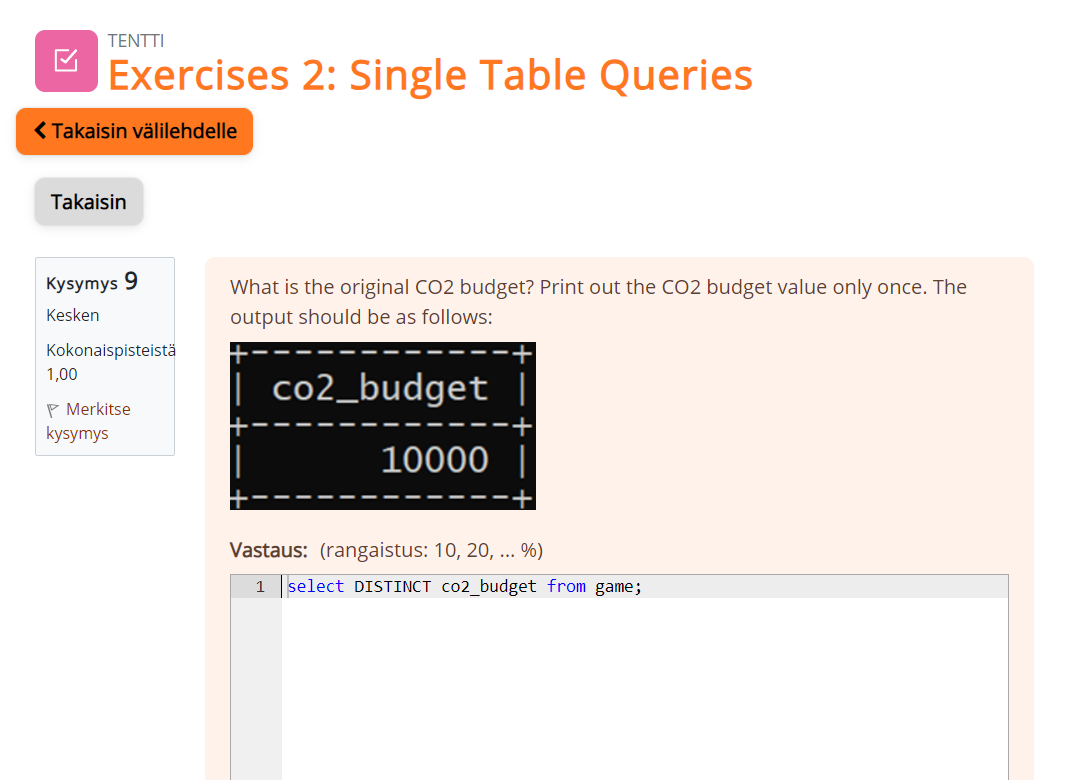 TENTTI
Exercises 2: Single Table Queries
Takaisin välilehdelle
Takaisin
Kysymys 9
Kesken
Kokonaispisteistä
1,00
Merkitse
kysymys
What is the original CO2 budget? Print out the CO2 budget value only once. The
output should be as follows:
+------------+
| co2_budget |
+------------+
|      10000 |
+------------+
Vastaus: (rangaistus: 10, 20, ... %)
1 select DISTINCT co2_budget from game;